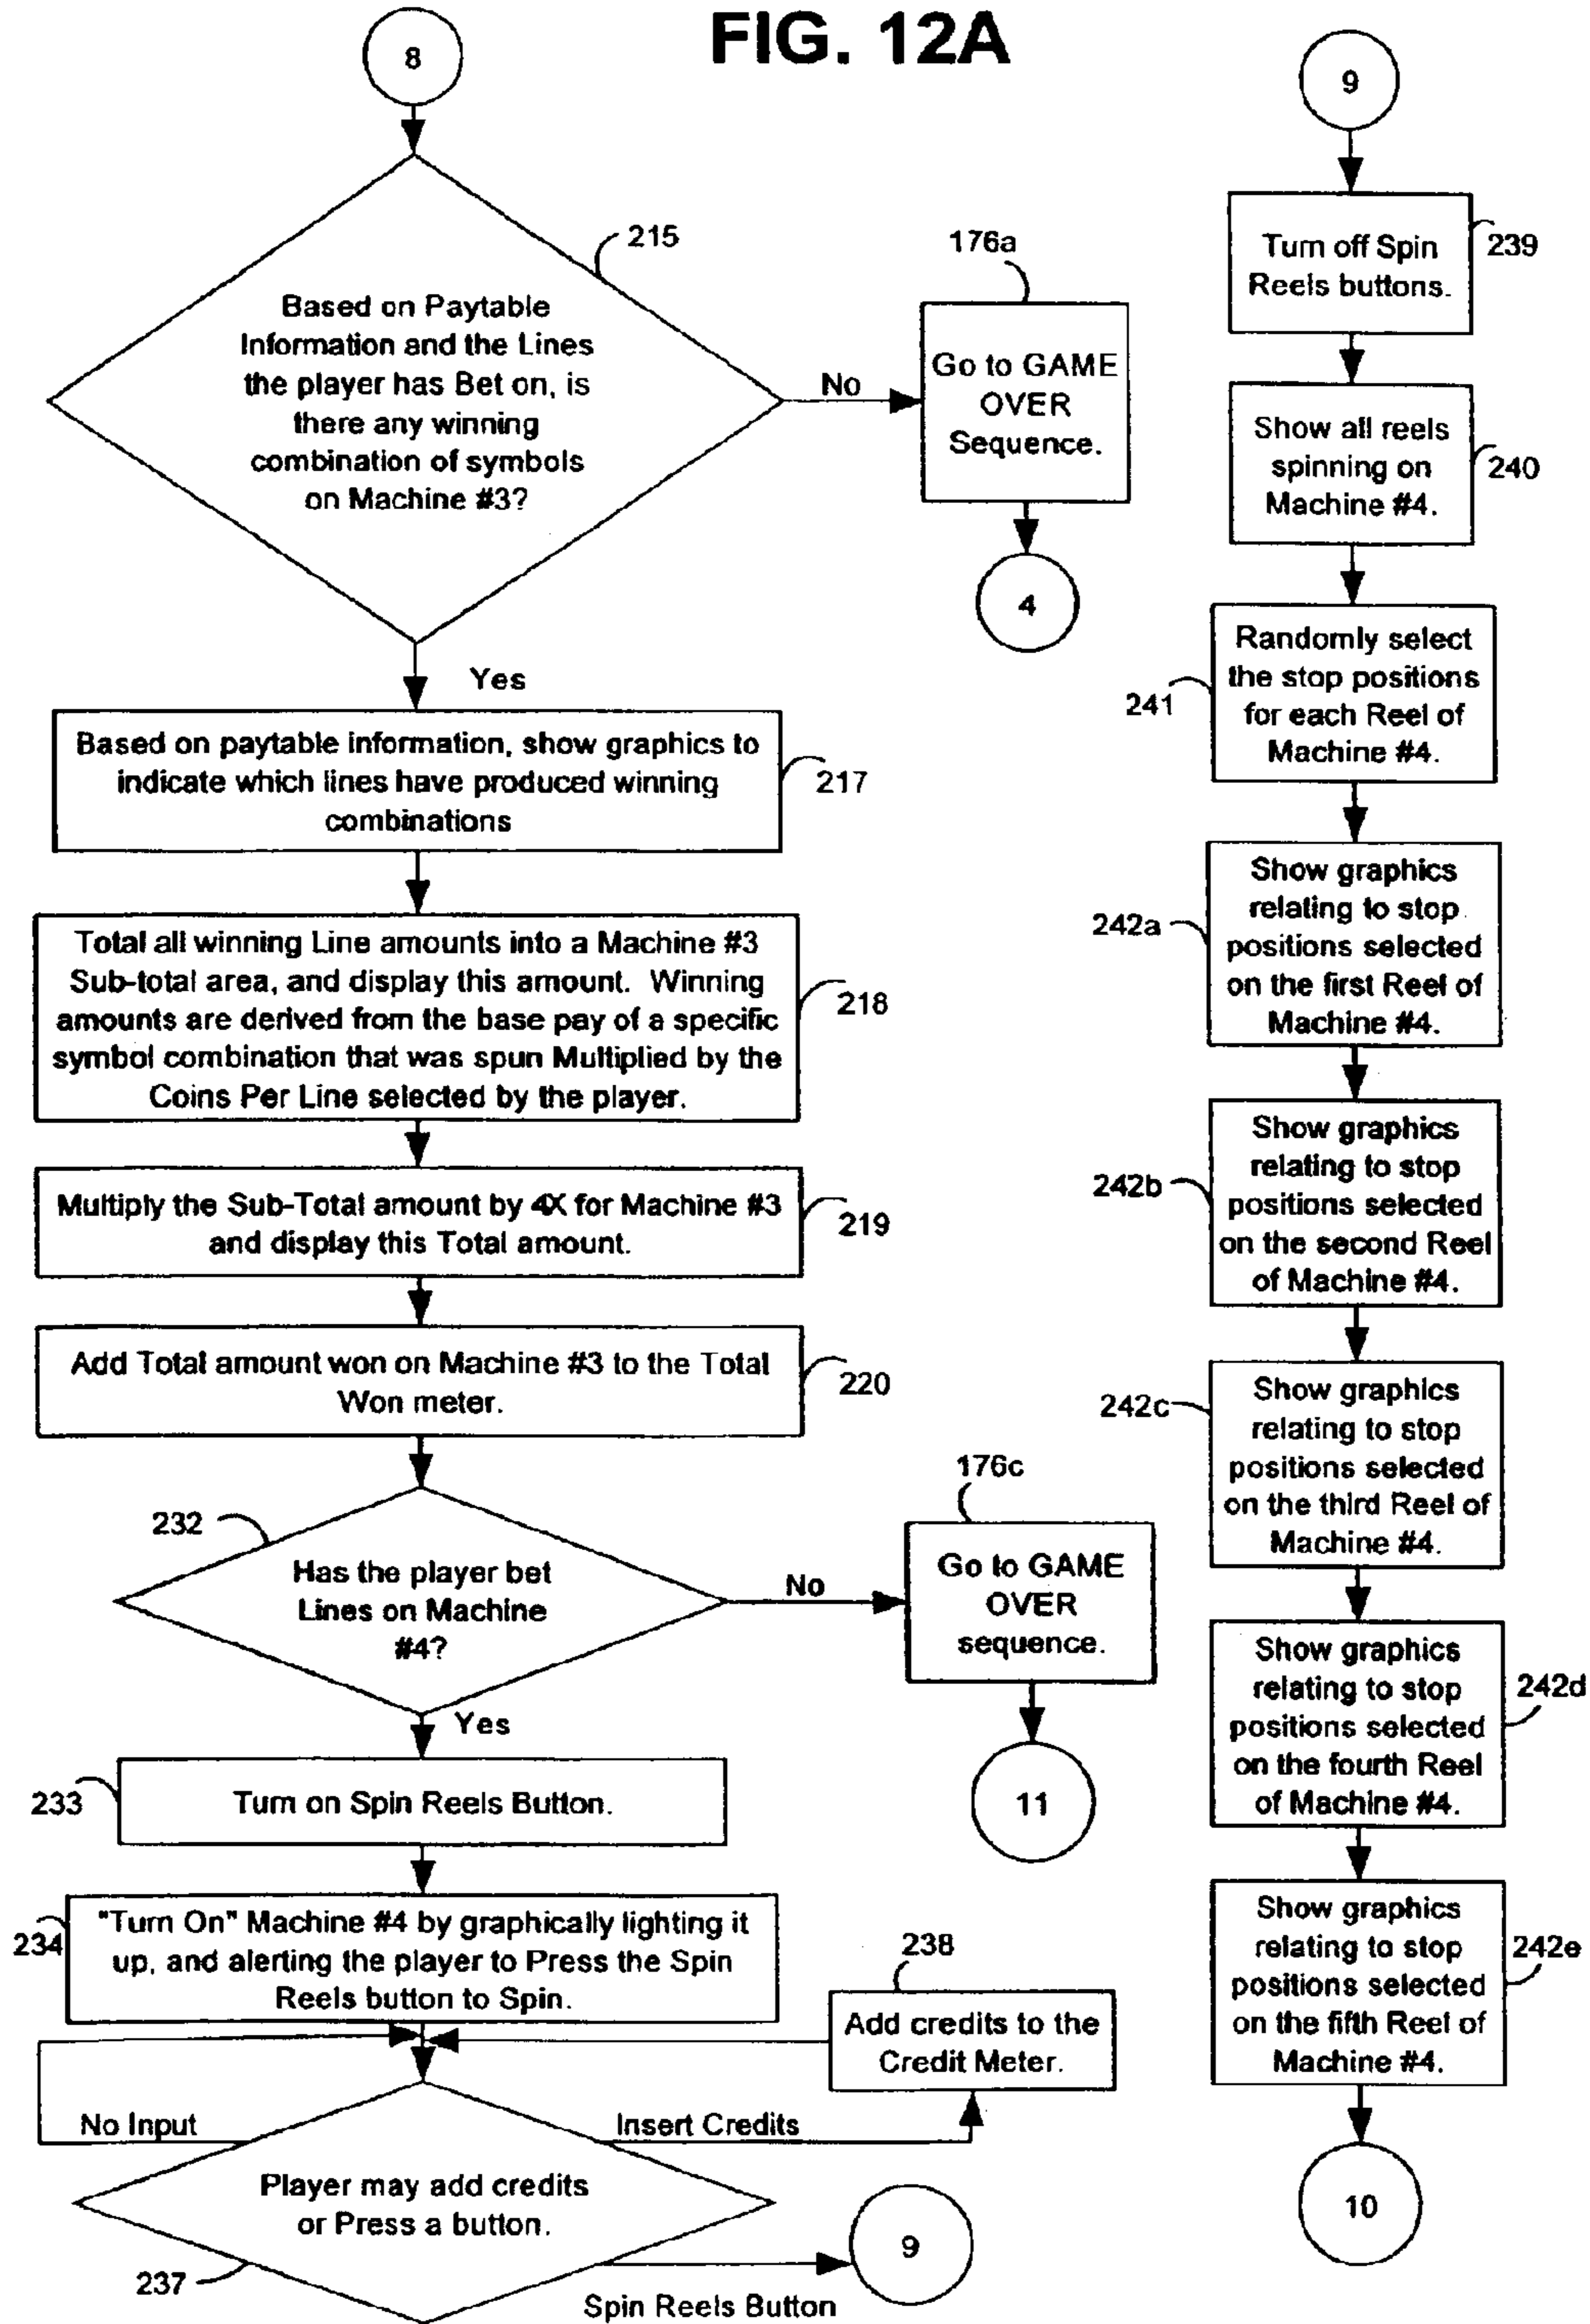 FIG. 12A
8
215
Based on Paytable
Information and the Lines
the player has Bet on, is
there any winning
combination of symbols
on Machine #3?
No
176a
Go to GAME
OVER
Sequence.
4
Yes
Based on paytable information, show graphics to
indicate which lines have produced winning
combinations
217
Total all winning Line amounts into a Machine #3
Sub-total area, and display this amount. Winning
amounts are derived from the base pay of a specific
symbol combination that was spun Multiplied by the
Coins Per Line selected by the player.
218
Multiply the Sub-Total amount by 4X for Machine #3
and display this Total amount.
219
Add Total amount won on Machine #3 to the Total
Won meter.
220
232
Has the player bet
Lines on Machine
#4?
No
176c
Go to GAME
OVER
sequence.
11
Yes
233
Turn on Spin Reels Button.
234
"Turn On" Machine #4 by graphically lighting it
up, and alerting the player to Press the Spin
Reels button to Spin.
238
Add credits to the
Credit Meter.
No Input
Insert Credits
Player may add credits
or Press a button.
237
9
Spin Reels Button
9
Turn off Spin
Reels buttons.
239
Show all reels
spinning on
Machine #4.
240
Randomly select
the stop positions
for each Reel of
Machine #4.
241
Show graphics
relating to stop
positions selected
on the first Reel of
Machine #4.
242a
Show graphics
relating to stop
positions selected
on the second Reel
of Machine #4.
242b
Show graphics
relating to stop
positions selected
on the third Reel of
Machine #4.
242c
Show graphics
relating to stop
positions selected
on the fourth Reel
of Machine #4.
242d
Show graphics
relating to stop
positions selected
on the fifth Reel of
Machine #4.
242e
10